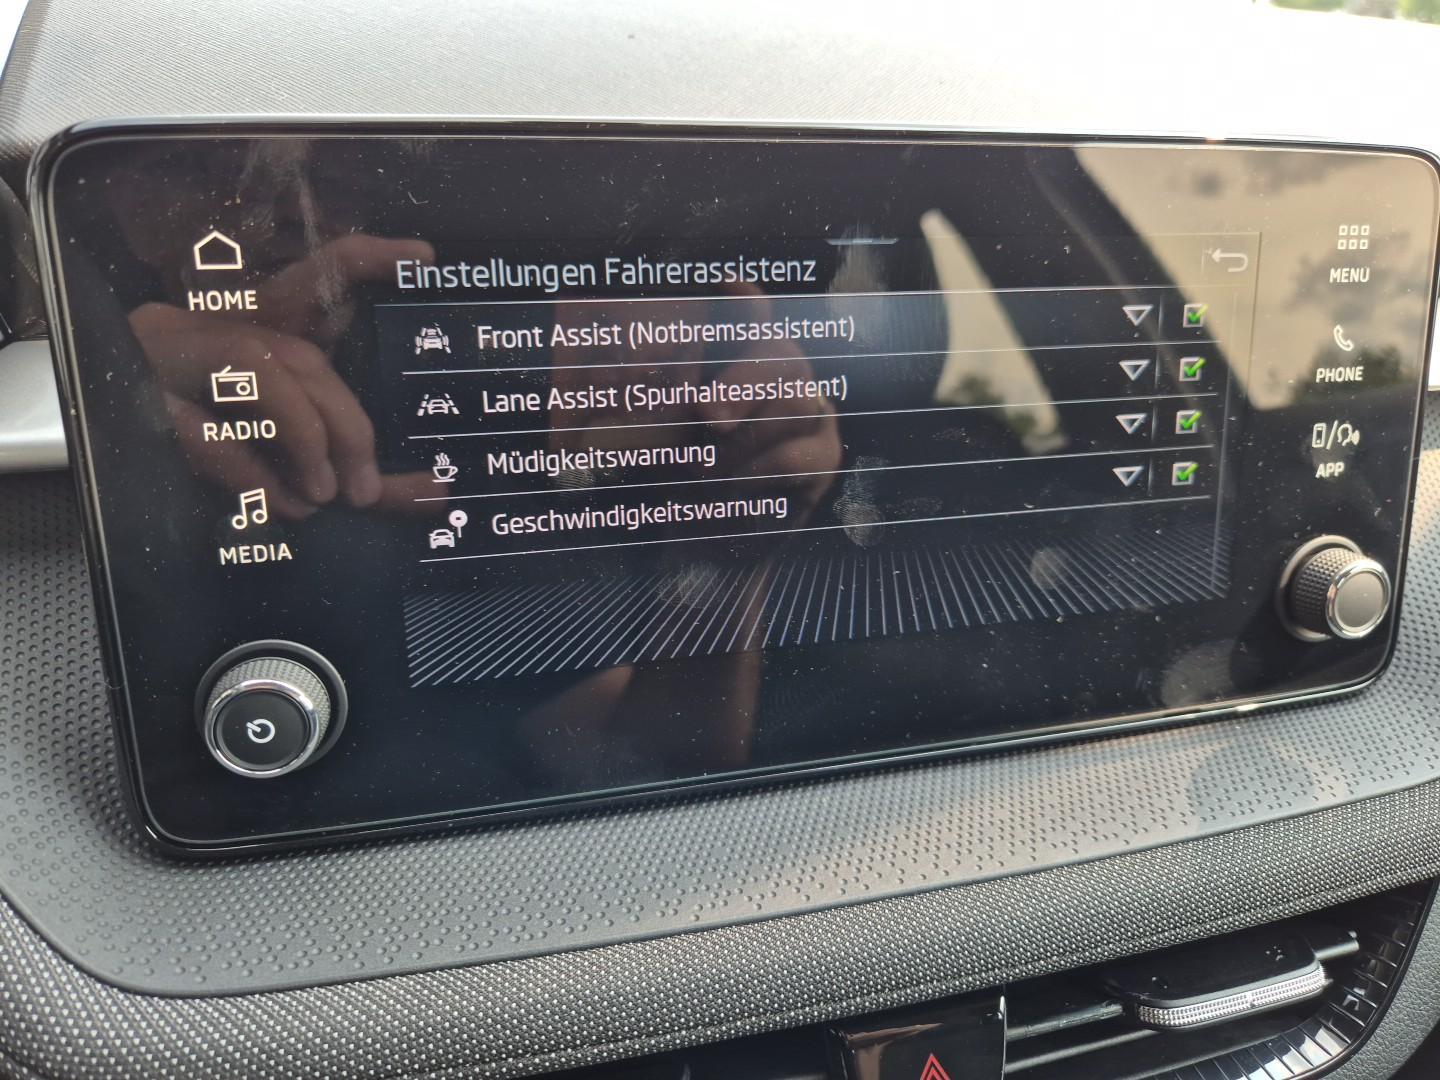 HOME
RADIO
MEDIA
Einstellungen Fahrerassistenz
Front Assist (Notbremsassistent)
Lane Assist (Spurhalteassistent)
Müdigkeitswarnung
Geschwindigkeitswarnung
MENU
PHONE
APP